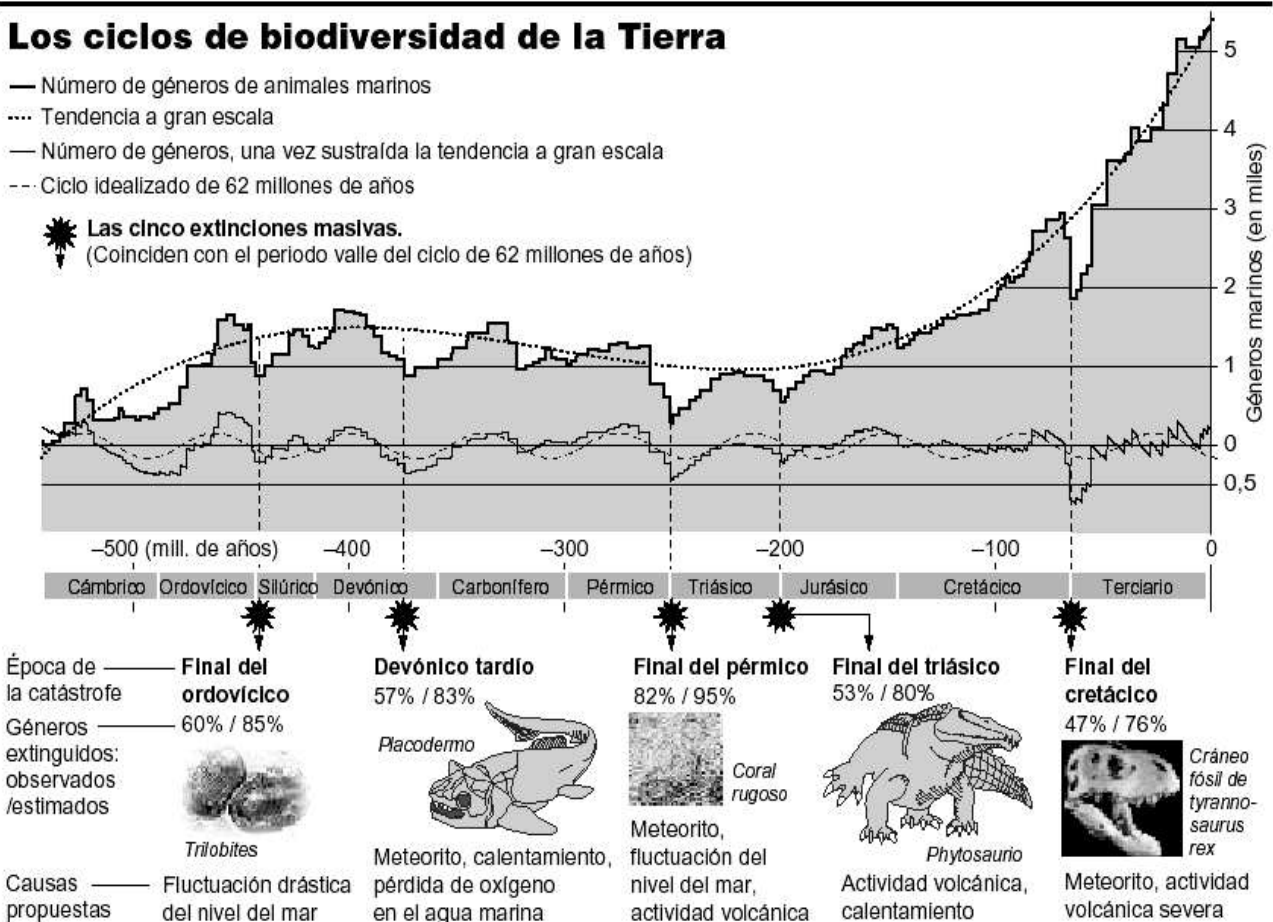 Los ciclos de biodiversidad de la Tierra
Número de géneros de animales marinos
Tendencia a gran escala
Número de géneros, una vez sustraída la tendencia a gran escala
Ciclo idealizado de 62 millones de años
Las cinco extinciones masivas.
(Coinciden con el periodo valle del ciclo de 62 millones de años)
5
4
3
2
1
0
0,5
Géneros marinos (en miles)
–500 (mill. de años)
–400
–300
–200
–100
0
Cámbrico
Ordovícico
Silúrico
Devónico
Carbonífero
Pérmico
Triásico
Jurásico
Cretácico
Terciario
Época de
la catástrofe
Géneros
extinguidos:
observados
/estimados
Causas
propuestas
Final del
ordovícico
60% / 85%
Trilobites
Fluctuación drástica
del nivel del mar
Devónico tardío
57% / 83%
Placodermo
Meteorito, calentamiento,
pérdida de oxígeno
en el agua marina
Final del pérmico
82% / 95%
Coral
rugoso
Meteorito,
fluctuación del
nivel del mar,
actividad volcánica
Final del triásico
53% / 80%
Phytosaurio
Actividad volcánica,
calentamiento
Final del
cretácico
47% / 76%
Cráneo
fósil de
tyranno-
saurus
rex
Meteorito, actividad
volcánica severa